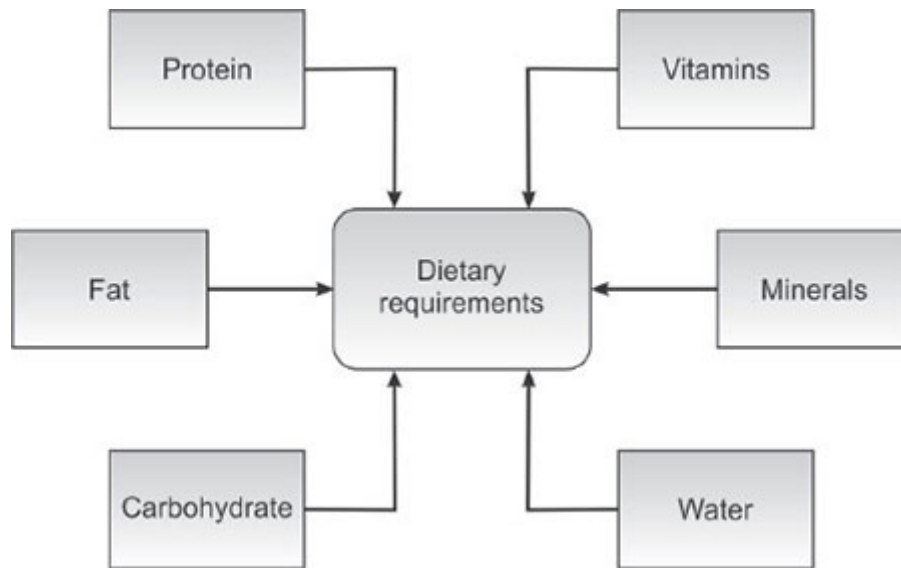 Protein
Vitamins
Fat
Dietary
requirements
Minerals
Carbohydrate
Water